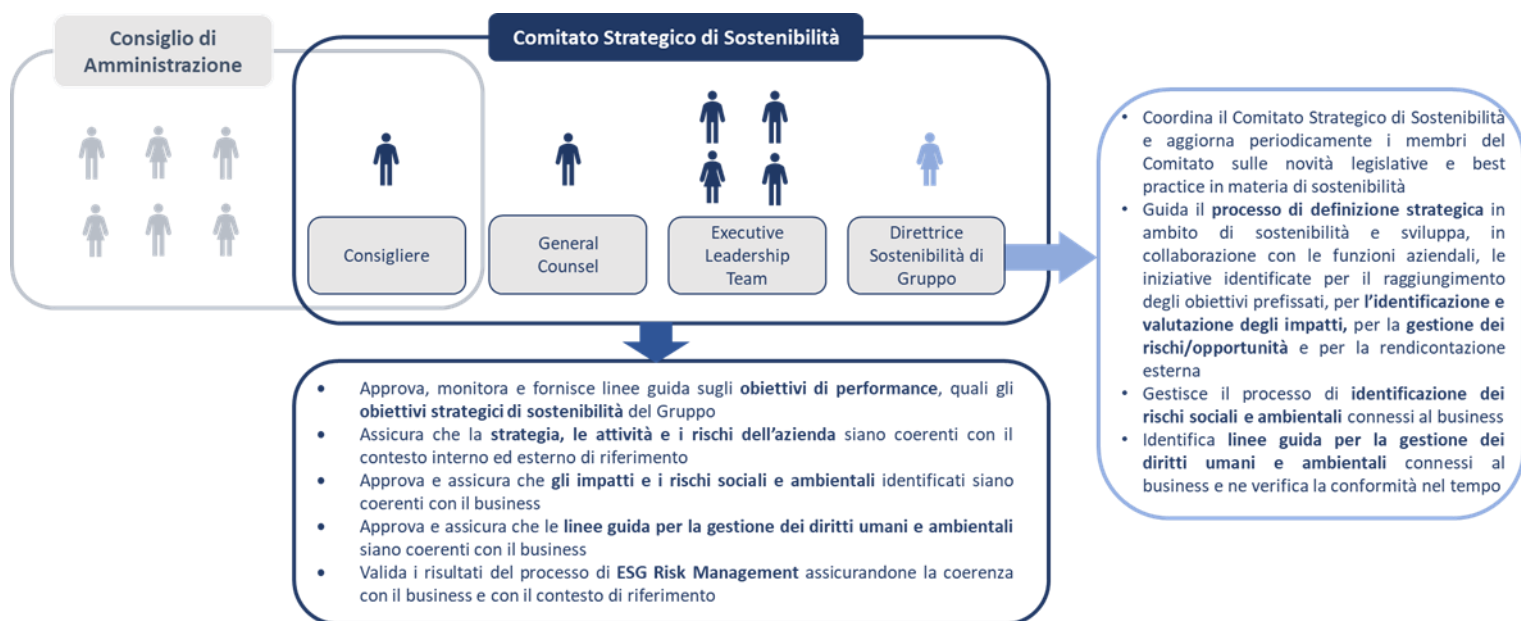 Consiglio di
Amministrazione
Comitato Strategico di Sostenibilità
Consigliere
General
Counsel
Executive
Leadership
Team
Direttrice
Sostenibilità di
Gruppo
• Coordina il Comitato Strategico di Sostenibilità
e aggiorna periodicamente i membri del
Comitato sulle novità legislative e best
practice in materia di sostenibilità
• Guida il processo di definizione strategica in
ambito di sostenibilità e sviluppa, in
collaborazione con le funzioni aziendali, le
iniziative identificate per il raggiungimento
degli obiettivi prefissati, per l’identificazione e
valutazione degli impatti, per la gestione dei
rischi/opportunità e per la rendicontazione
esterna
• Gestisce il processo di identificazione dei
rischi sociali e ambientali connessi al business
• Identifica linee guida per la gestione dei
diritti umani e ambientali connessi al
business e ne verifica la conformità nel tempo
• Approva, monitora e fornisce linee guida sugli obiettivi di performance, quali gli
obiettivi strategici di sostenibilità del Gruppo
• Assicura che la strategia, le attività e i rischi dell’azienda siano coerenti con il
contesto interno ed esterno di riferimento
• Approva e assicura che gli impatti e i rischi sociali e ambientali identificati siano
coerenti con il business
• Approva e assicura che le linee guida per la gestione dei diritti umani e ambientali
siano coerenti con il business
• Valida i risultati del processo di ESG Risk Management assicurandone la coerenza
con il business e con il contesto di riferimento